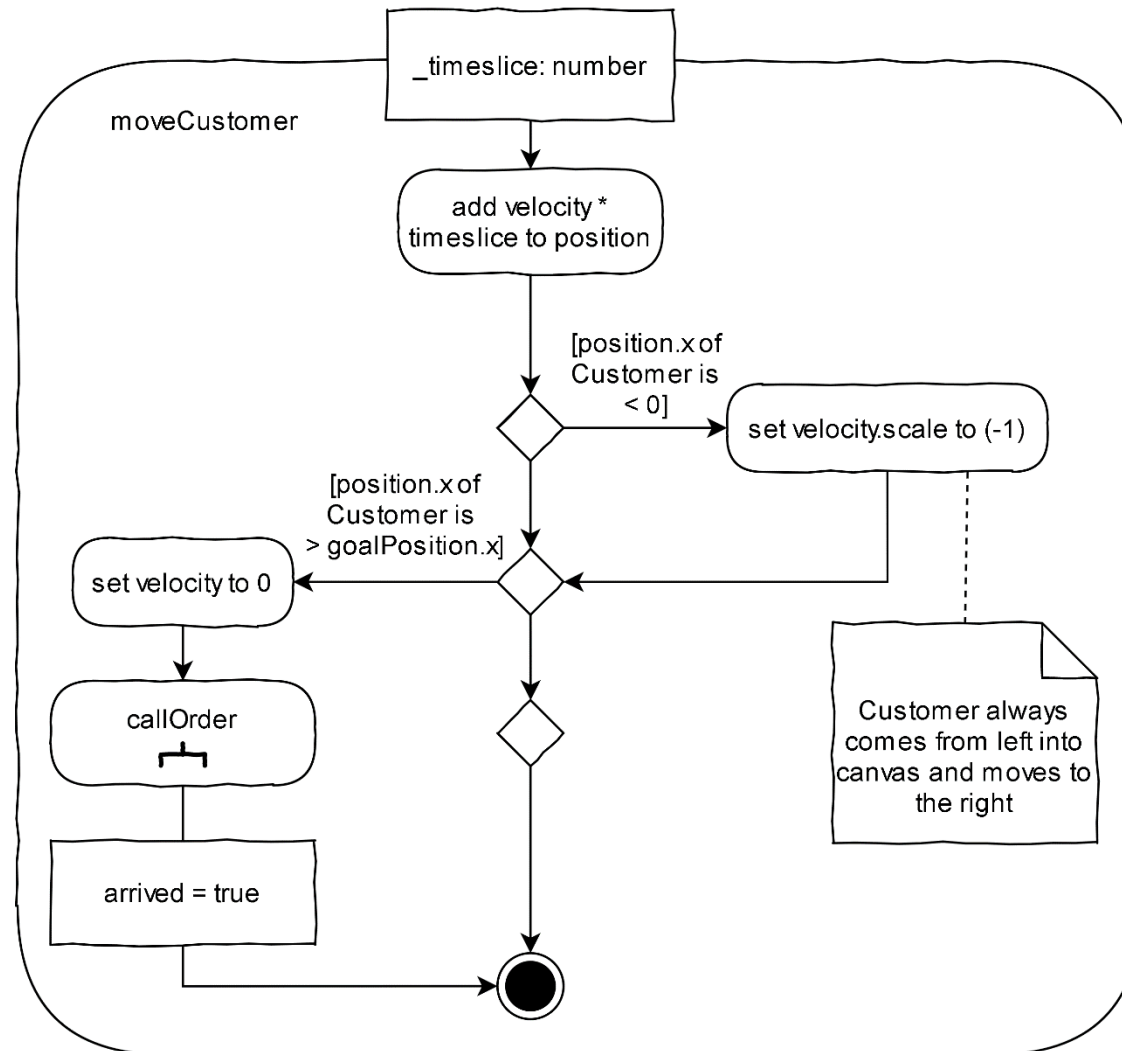 _timeslice: number
moveCustomer
add velocity *
timeslice to position
[position.x of
Customer is
< 0]
set velocity.scale to (-1)
[position.x of
Customer is
> goalPosition.x]
set velocity to 0
callOrder
Customer always
comes from left into
canvas and moves to
the right
arrived = true